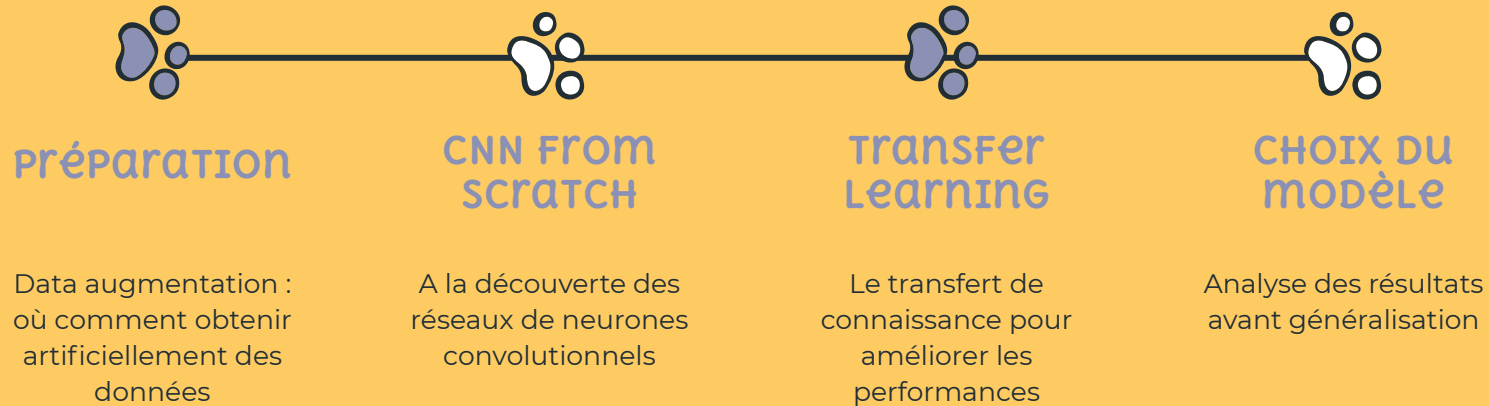 Préparation
CNN from
scratch
Transfer
Learning
Choix du
modèle
Data augmentation :
où comment obtenir
artificiellement des
données
A la découverte des
réseaux de neurones
convolutionnels
Le transfert de
connaissance pour
améliorer les
performances
Analyse des résultats
avant généralisation